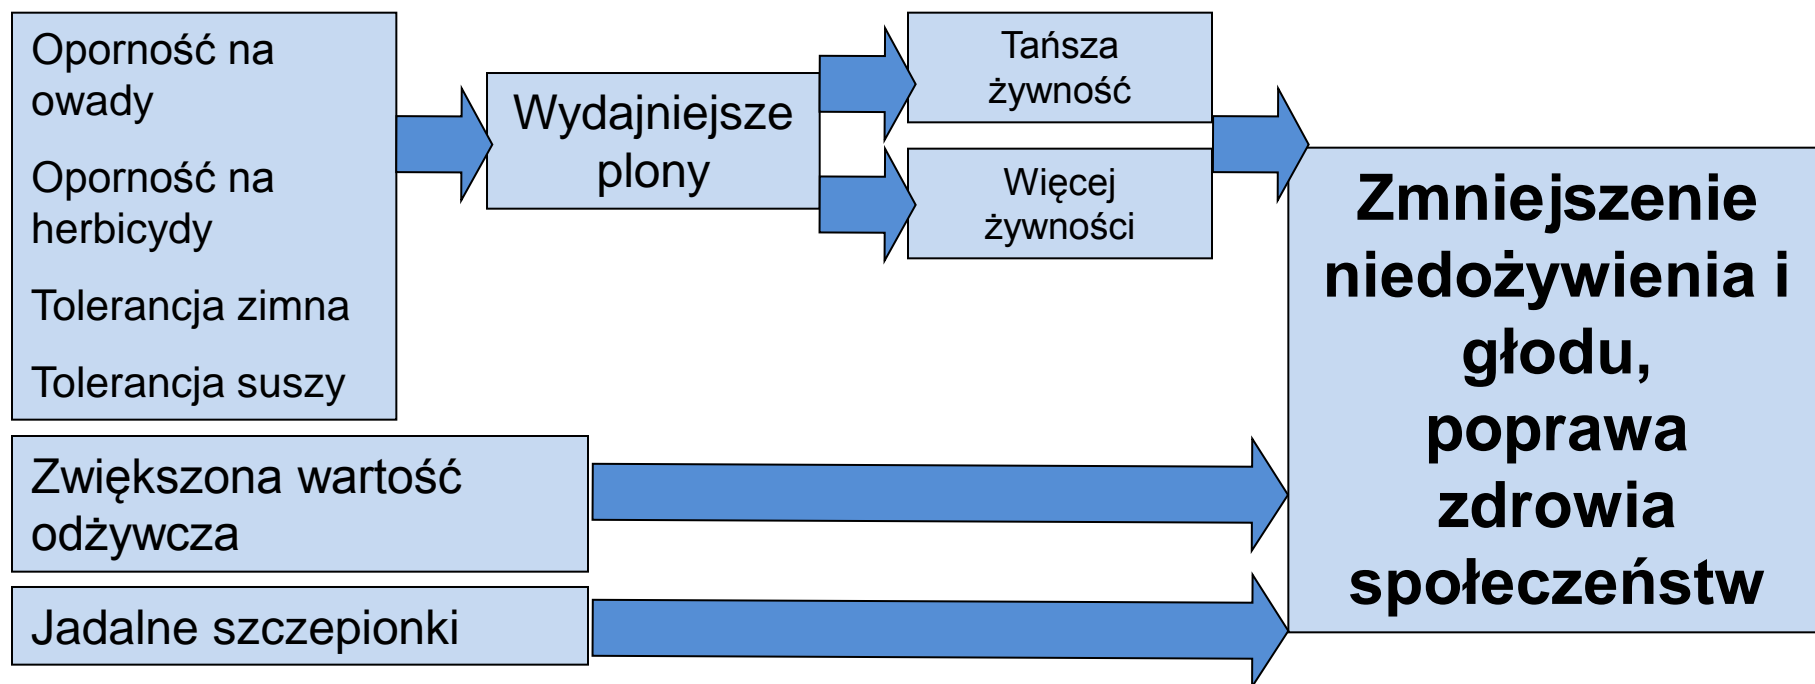 Oporność na
owady
Oporność na
herbicydy
Tolerancja zimna
Tolerancja suszy
Wydajniejsze
plony
Tańsza
żywność
Więcej
żywności
Zwiększona wartość
odżywcza
Jadalne szczepionki
Zmniejszenie
niedożywienia i
głodu,
poprawa
zdrowia
społeczeństw